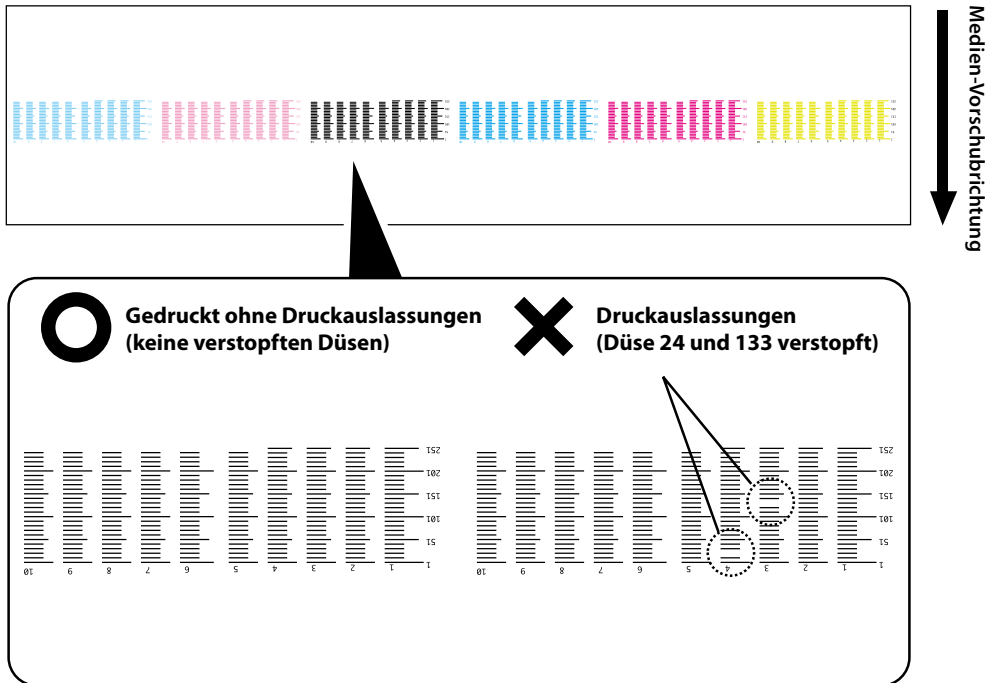 Medien-Vorschubrichtung
Gedruckt ohne Druckauslassungen
(keine verstopften Düsen)
Druckauslassungen
(Düse 24 und 133 verstopft)
251
201
151
101
51
1
10 9 8 7 6 5 4 3 2 1
251
201
151
101
51
1
10 9 8 7 6 5 4 3 2 1